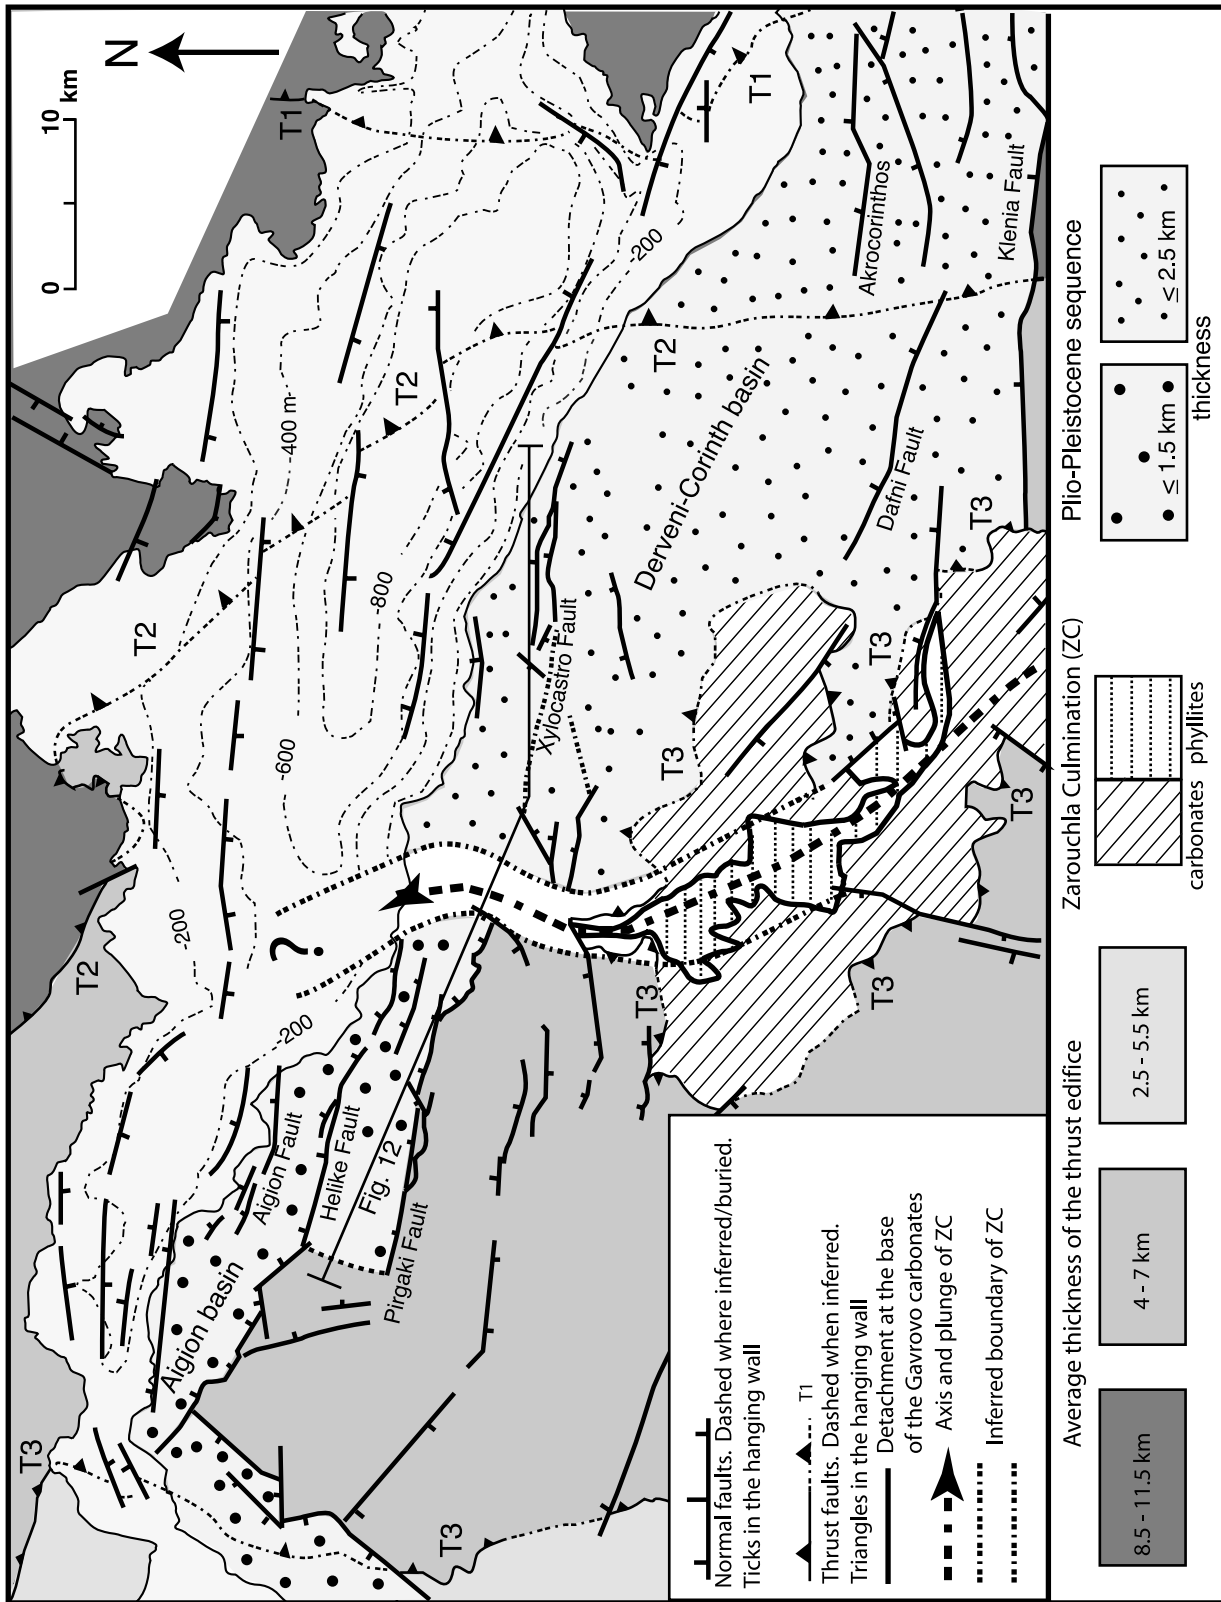 N
0 10
km
T1
T1
T2
T2
T2
T2
T3
T3
T3
T3
T3
T3
T3
T3
-200
-200
-200
-600
-800
-400 m-
?
Aigion basin
Aigion Fault
Helike Fault
Fig. 12
Pirgaki Fault
Xylocastro Fault
Derveni-Corinth basin
Dafni Fault
Akrocorinthos
Klenia Fault
Normal faults. Dashed where inferred/buried.
Ticks in the hanging wall
T1
Thrust faults. Dashed when inferred.
Triangles in the hanging wall
Detachment at the base
of the Gavrovo carbonates
Axis and plunge of ZC
Inferred boundary of ZC
Average thickness of the thrust edifice
8.5 - 11.5 km
4 - 7 km
2.5 - 5.5 km
Zarouchla Culmination (ZC)
carbonates phyllites
Plio-Pleistocene sequence
≤ 1.5 km
≤ 2.5 km
thickness